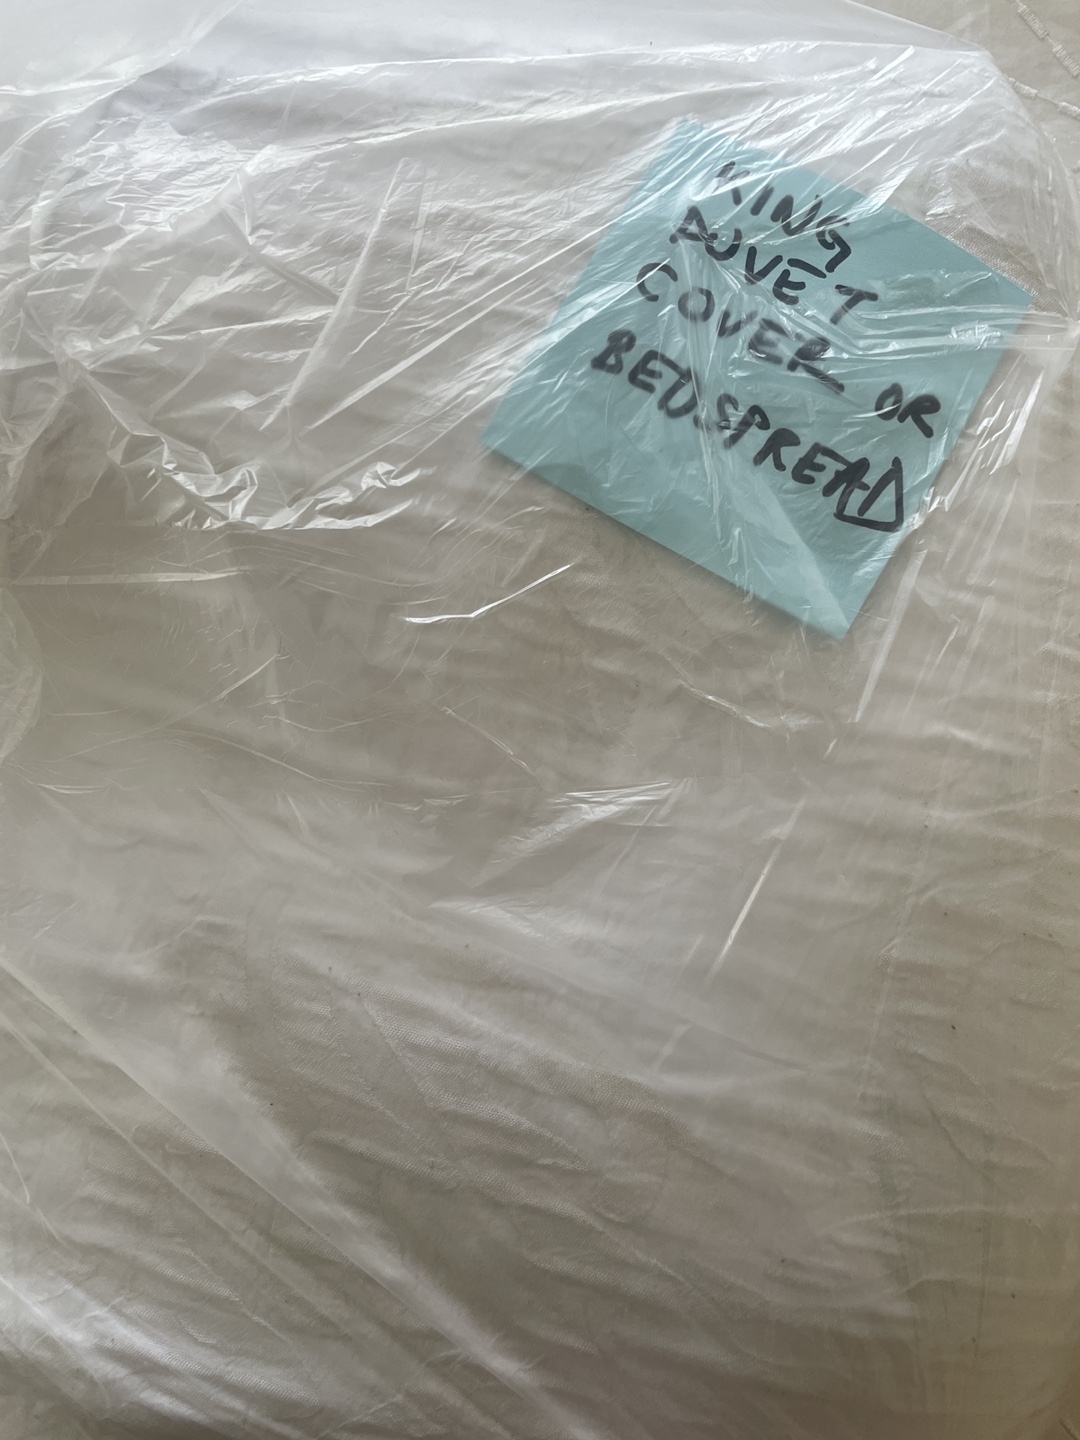 KING
DUVET
COVER OR
BEDSPREAD